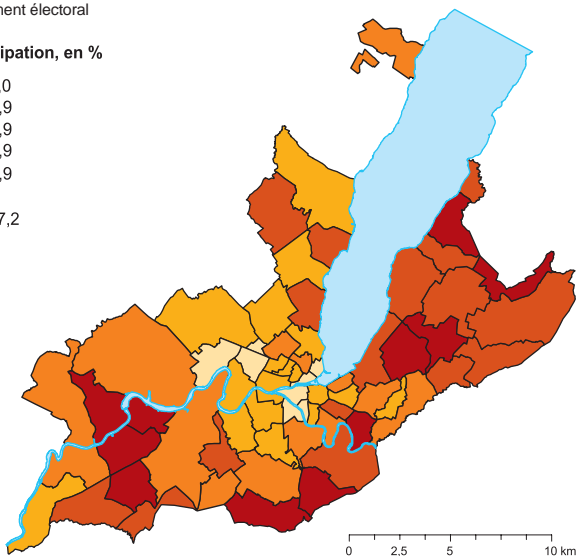 ment électoral
ipation, en %
,0
,9
,9
,9
,9
7,2
0 2,5 5 10 km